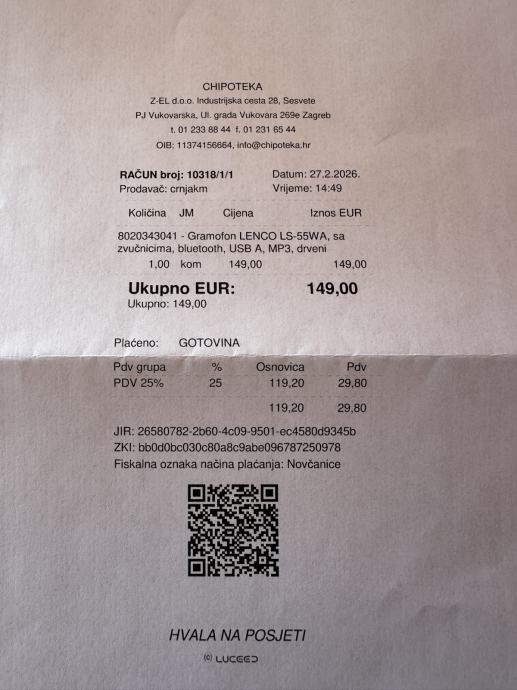 CHIPOTEKA
Z-EL d.o.o. Industrijska cesta 28, Sesvete
PJ Vukovarska, Ul. grada Vukovara 269e Zagreb
t. 01 233 88 44 f. 01 231 65 44
OIB: 11374156664, info@chipoteka.hr
RAČUN broj: 10318/1/1 Datum: 27.2.2026.
Prodavač: crnjakm Vrijeme: 14:49
Količina JM Cijena Iznos EUR
8020343041 - Gramofon LENCO LS-55WA, sa
zvučnicima, bluetooth, USB A, MP3, drveni
1,00 kom 149,00 149,00
Ukupno EUR: 149,00
Ukupno: 149,00
Plaćeno: GOTOVINA
Pdv grupa % Osnovica Pdv
PDV 25% 25 119,20 29,80
119,20 29,80
JIR: 26580782-2b60-4c09-9501-ec4580d9345b
ZKI: bb0d0bc030c80a8c9abe096787250978
Fiskalna oznaka načina plaćanja: Novčanice
HVALA NA POSJETI
(c) LUCEED